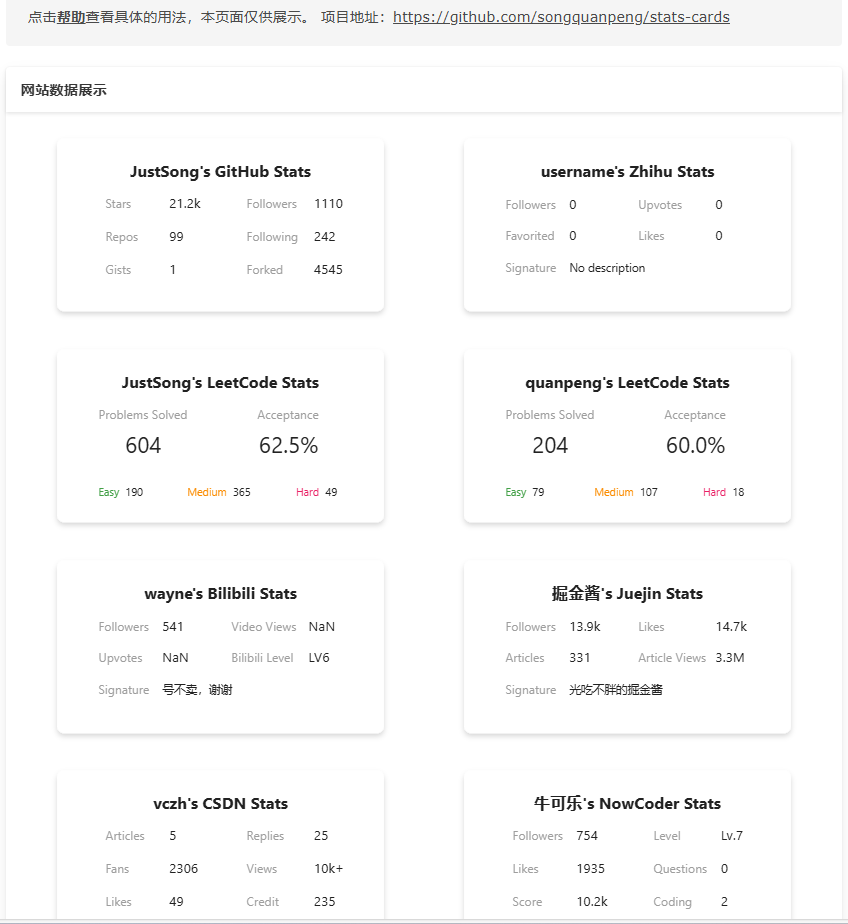 点击帮助查看具体的用法，本页面仅供展示。 项目地址：https://github.com/songquanpeng/stats-cards
网站数据展示
JustSong's GitHub Stats
Stars 21.2k Followers 1110
Repos 99 Following 242
Gists 1 Forked 4545
username's Zhihu Stats
Followers 0 Upvotes 0
Favorited 0 Likes 0
Signature No description
JustSong's LeetCode Stats
Problems Solved Acceptance
604 62.5%
Easy 190 Medium 365 Hard 49
quanpeng's LeetCode Stats
Problems Solved Acceptance
204 60.0%
Easy 79 Medium 107 Hard 18
wayne's Bilibili Stats
Followers 541 Video Views NaN
Upvotes NaN Bilibili Level LV6
Signature 号不卖，谢谢
掘金酱's Juejin Stats
Followers 13.9k Likes 14.7k
Articles 331 Article Views 3.3M
Signature 光吃不胖的掘金酱
vczh's CSDN Stats
Articles 5 Replies 25
Fans 2306 Views 10k+
Likes 49 Credit 235
牛可乐's NowCoder Stats
Followers 754 Level Lv.7
Likes 1935 Questions 0
Score 10.2k Coding 2